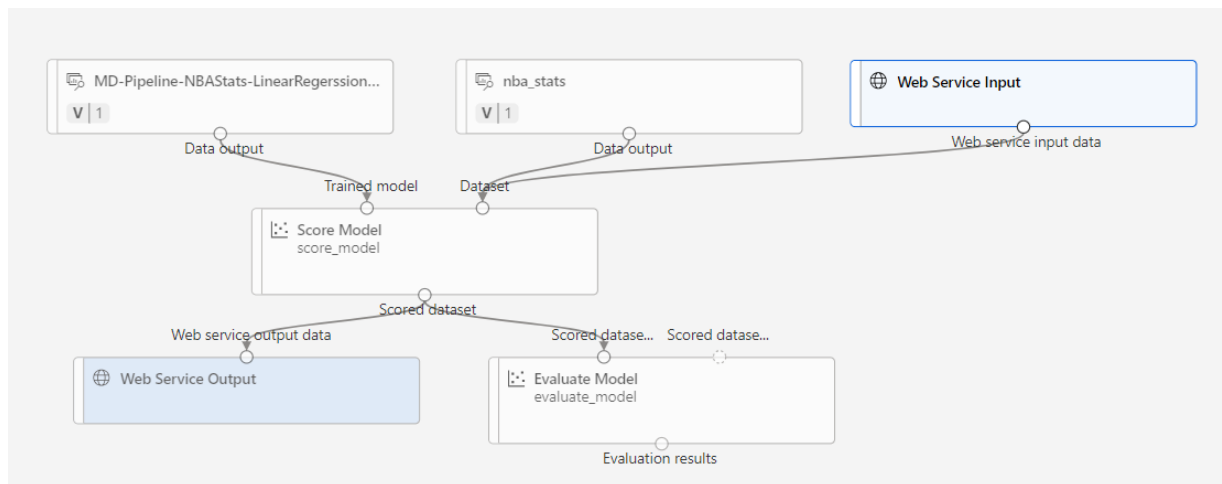 MD-Pipeline-NBAStats-LinearRegerssion...
V 1
Data output
nba_stats
V 1
Data output
Web Service Input
Web service input data
Trained model
Dataset
Score Model
score_model
Scored dataset
Web service output data
Scored datase...
Scored datase...
Web Service Output
Evaluate Model
evaluate_model
Evaluation results